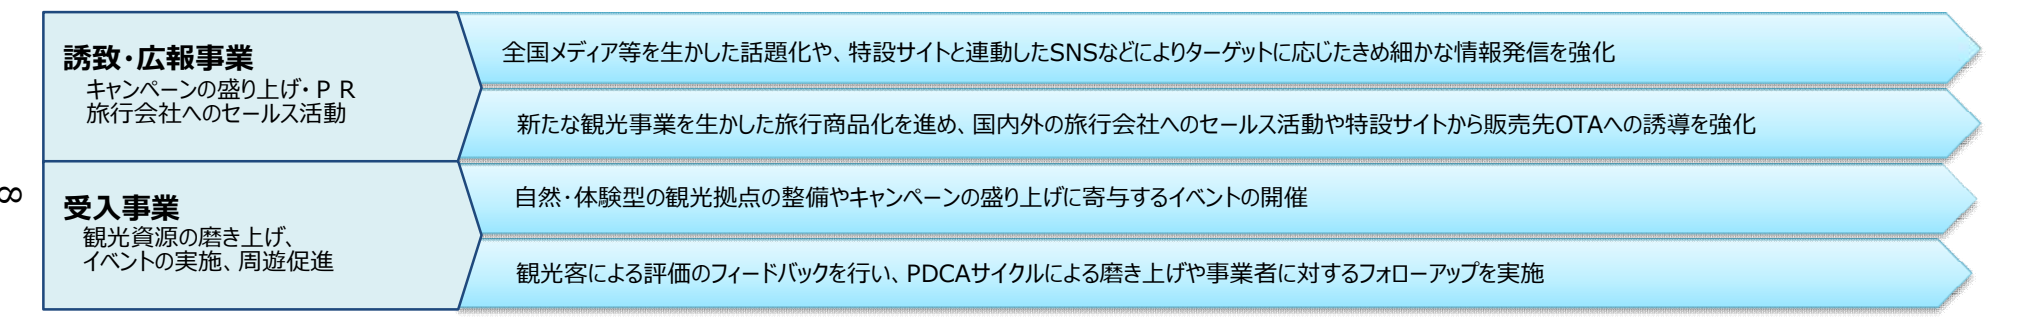 誘致・広報事業
キャンペーンの盛り上げ・ＰＲ
旅行会社へのセールス活動
全国メディア等を生かした話題化や、特設サイトと連動したSNSなどによりターゲットに応じたきめ細かな情報発信を強化
新たな観光事業を生かした旅行商品化を進め、国内外の旅行会社へのセールス活動や特設サイトから販売先OTAへの誘導を強化
受入事業
観光資源の磨き上げ、
イベントの実施、周遊促進
自然・体験型の観光拠点の整備やキャンペーンの盛り上げに寄与するイベントの開催
観光客による評価のフィードバックを行い、PDCAサイクルによる磨き上げや事業者に対するフォローアップを実施
8